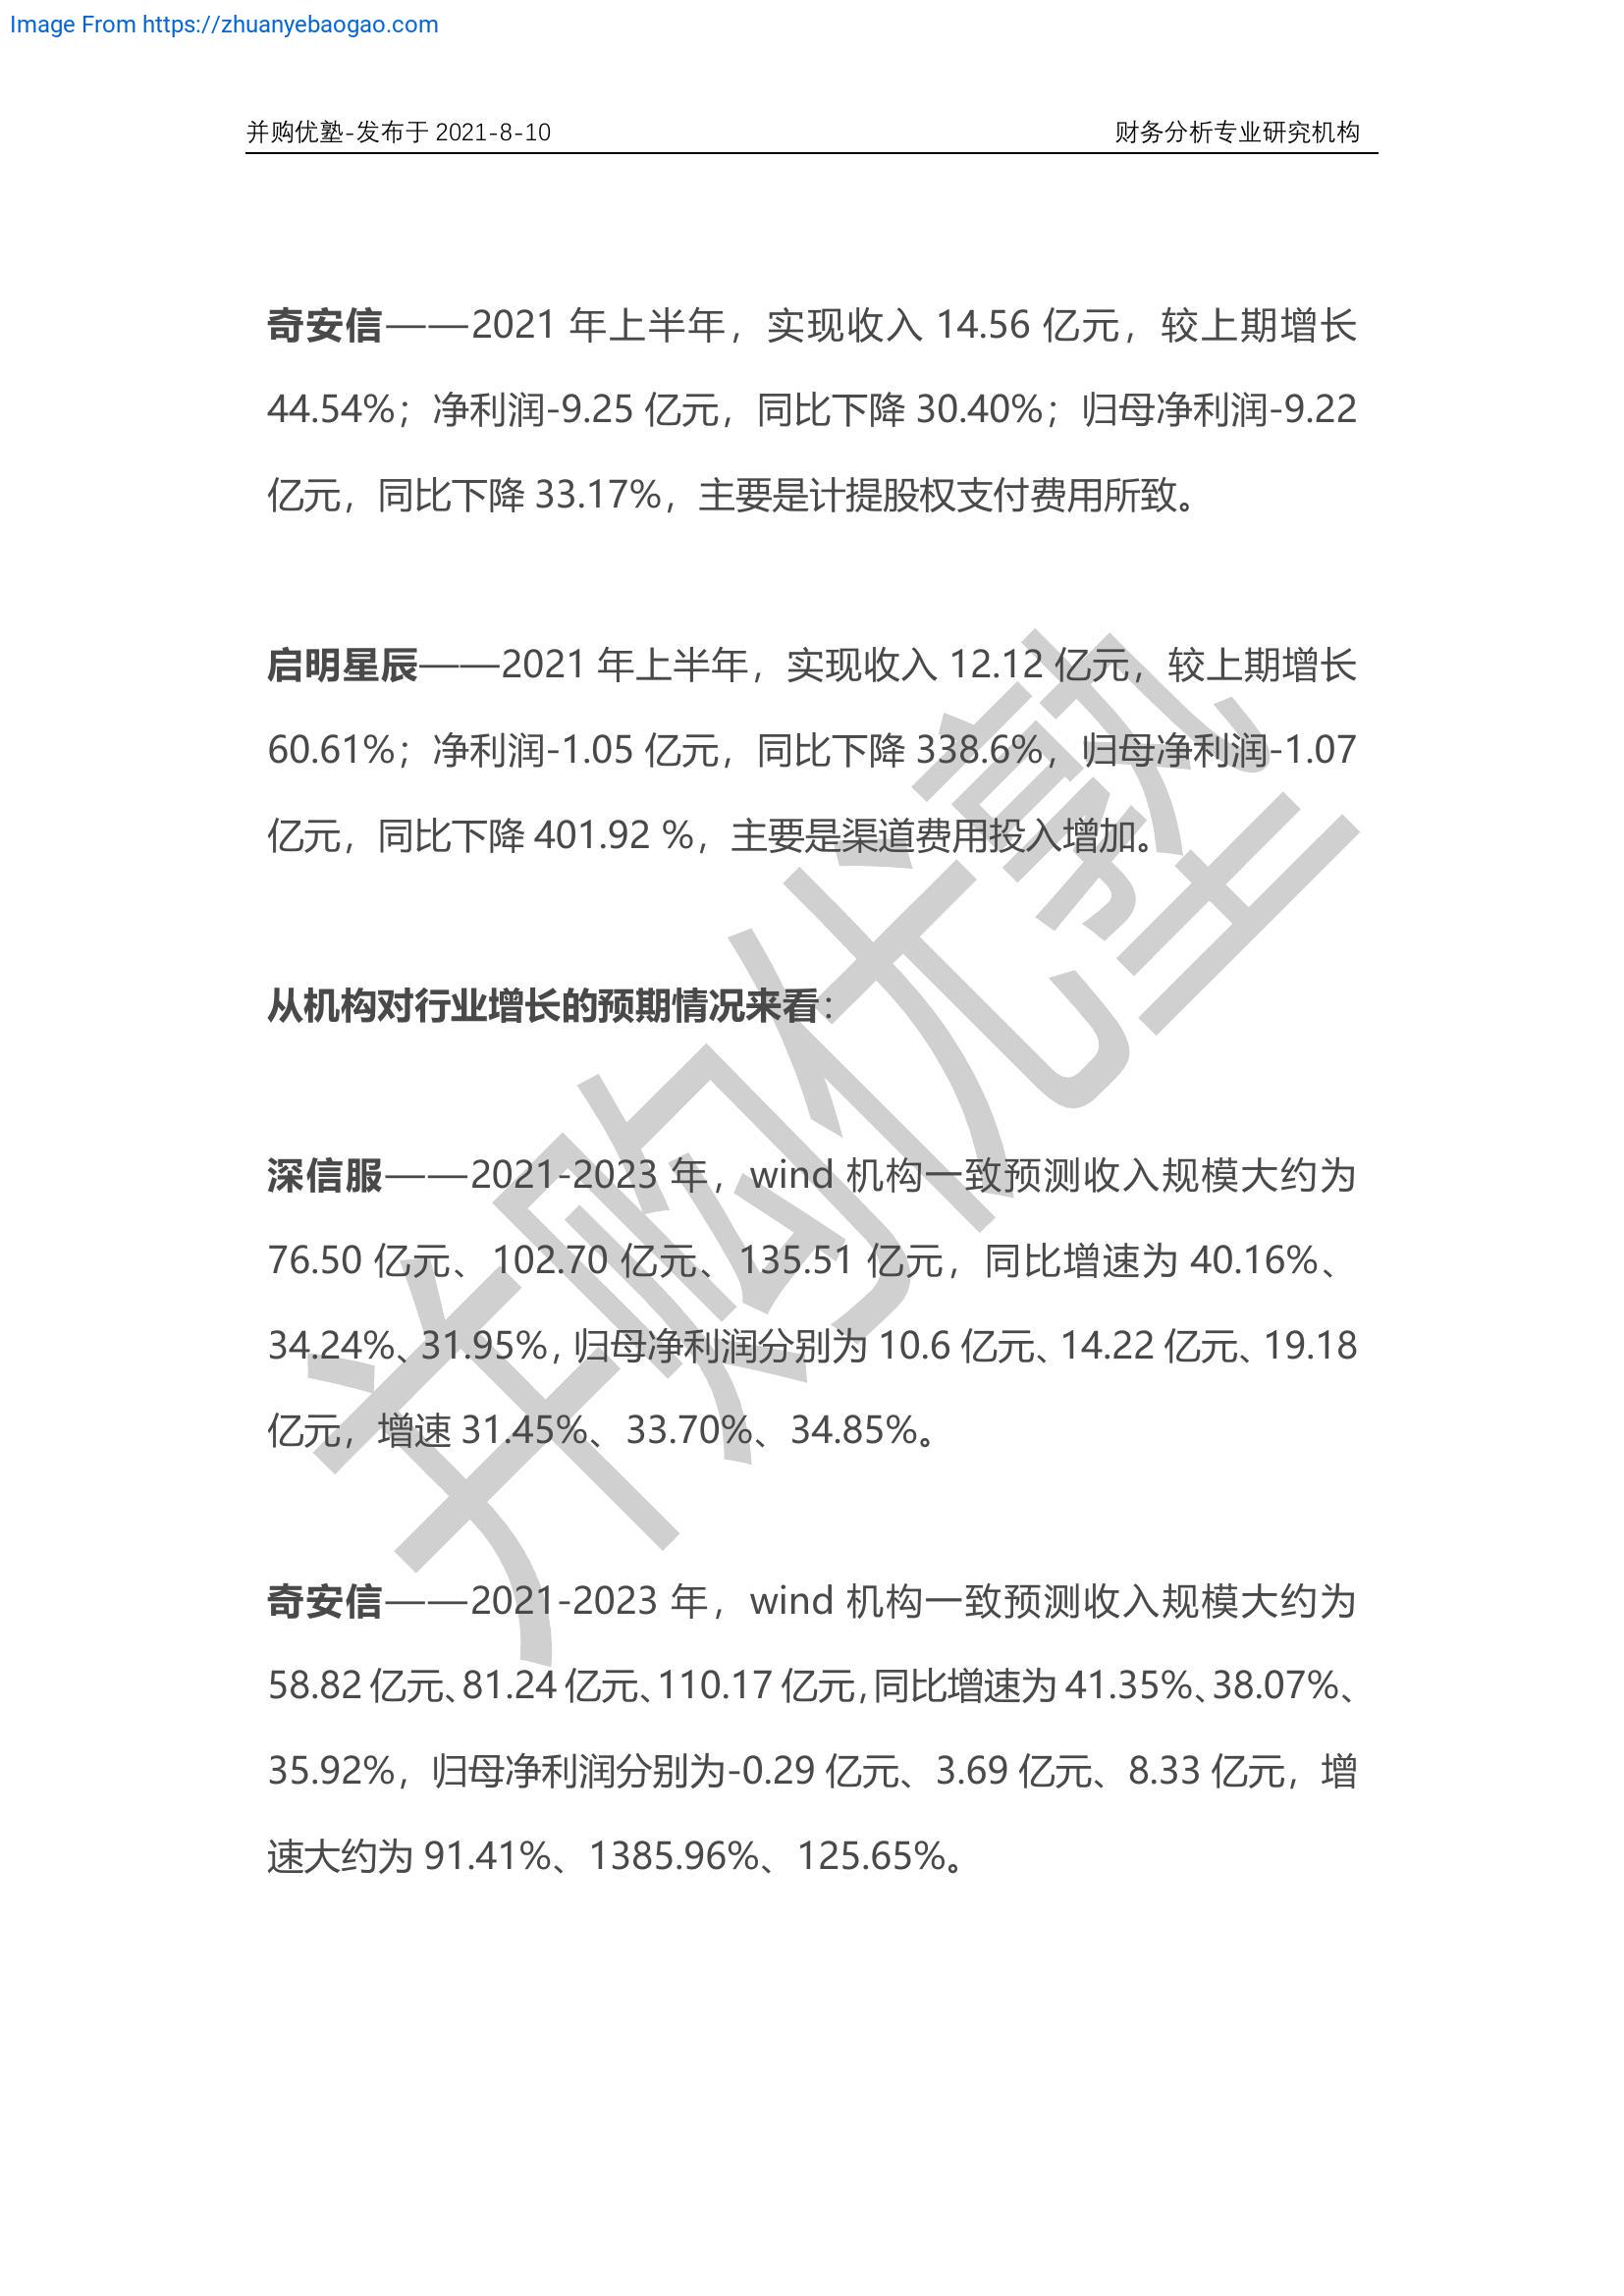 Image From https://zhuanyebaogao.com
并购优塾-发布于 2021-8-10 财务分析专业研究机构
奇安信——2021 年上半年，实现收入 14.56 亿元，较上期增长
44.54%；净利润-9.25 亿元，同比下降 30.40%；归母净利润-9.22
亿元，同比下降 33.17%，主要是计提股权支付费用所致。
启明星辰——2021 年上半年，实现收入 12.12 亿元，较上期增长
60.61%；净利润-1.05 亿元，同比下降 338.6%，归母净利润-1.07
亿元，同比下降 401.92 %，主要是渠道费用投入增加。
从机构对行业增长的预期情况来看：
深信服——2021-2023 年，wind 机构一致预测收入规模大约为
76.50 亿元、102.70 亿元、135.51 亿元，同比增速为 40.16%、
34.24%、31.95%，归母净利润分别为 10.6 亿元、14.22 亿元、19.18
亿元，增速 31.45%、33.70%、34.85%。
奇安信——2021-2023 年，wind 机构一致预测收入规模大约为
58.82 亿元、81.24 亿元、110.17 亿元，同比增速为 41.35%、38.07%、
35.92%，归母净利润分别为-0.29 亿元、3.69 亿元、8.33 亿元，增
速大约为 91.41%、1385.96%、125.65%。
并购优塾